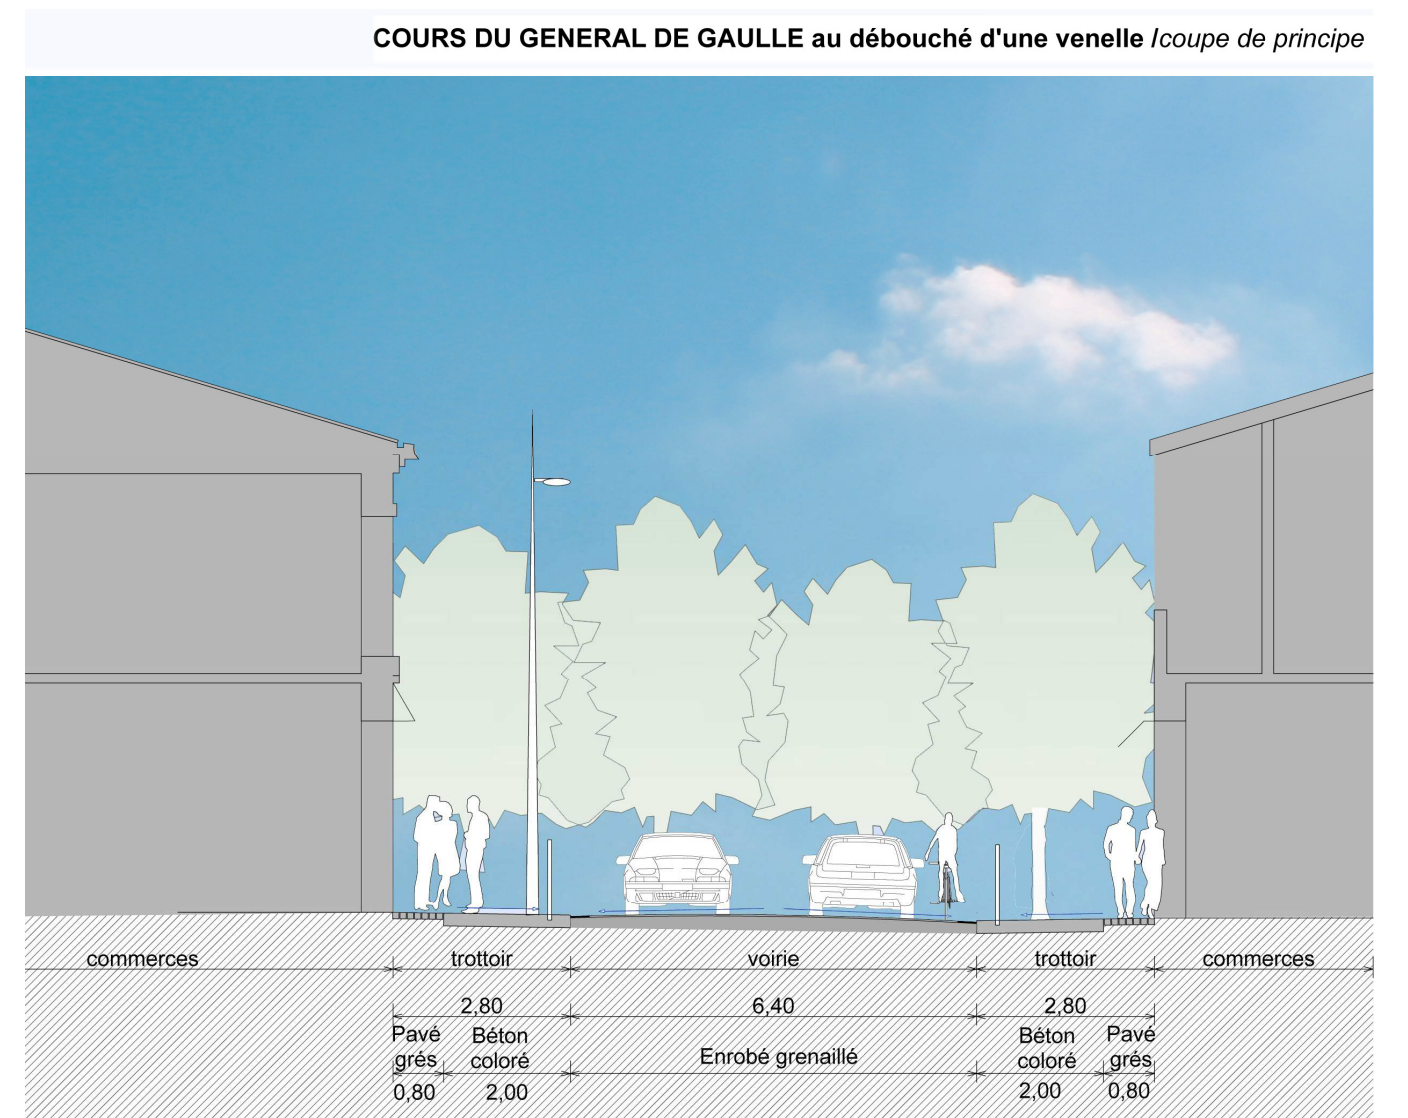 COURS DU GENERAL DE GAULLE au débouché d'une venelle /coupe de principe
commerces trottoir voirie trottoir commerces
2,80 6,40 2,80
Pavé Béton Béton Pavé
grés coloré Enrobé grenaillé coloré grés
0,80 2,00 2,00 0,80